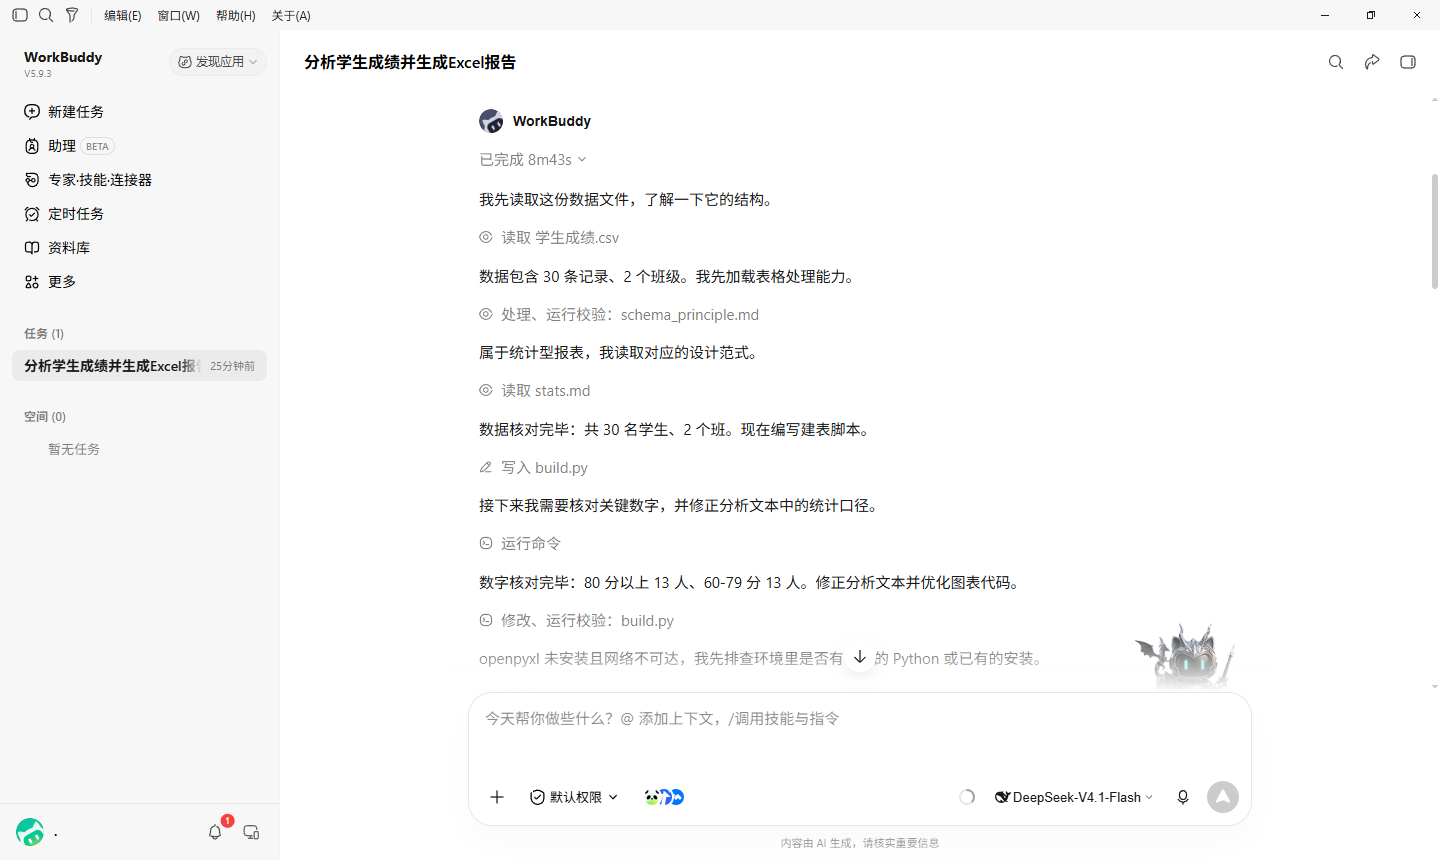 编辑(E) 窗口(W) 帮助(H) 关于(A)
WorkBuddy
V5.9.3
发现应用
新建任务
助理 BETA
专家·技能·连接器
定时任务
资料库
更多
任务 (1)
分析学生成绩并生成Excel报 25分钟前
空间 (0)
暂无任务
.
1
分析学生成绩并生成Excel报告
WorkBuddy
已完成 8m43s
我先读取这份数据文件，了解一下它的结构。
读取 学生成绩.csv
数据包含 30 条记录、2 个班级。我先加载表格处理能力。
处理、运行校验：schema_principle.md
属于统计型报表，我读取对应的设计范式。
读取 stats.md
数据核对完毕：共 30 名学生、2 个班。现在编写建表脚本。
写入 build.py
接下来我需要核对关键数字，并修正分析文本中的统计口径。
运行命令
数字核对完毕：80 分以上 13 人、60-79 分 13 人。修正分析文本并优化图表代码。
修改、运行校验：build.py
openpyxl 未安装且网络不可达，我先排查环境里是否有 的 Python 或已有的安装。
今天帮你做些什么？@ 添加上下文，/调用技能与指令
默认权限
DeepSeek-V4.1-Flash
内容由 AI 生成，请核实重要信息